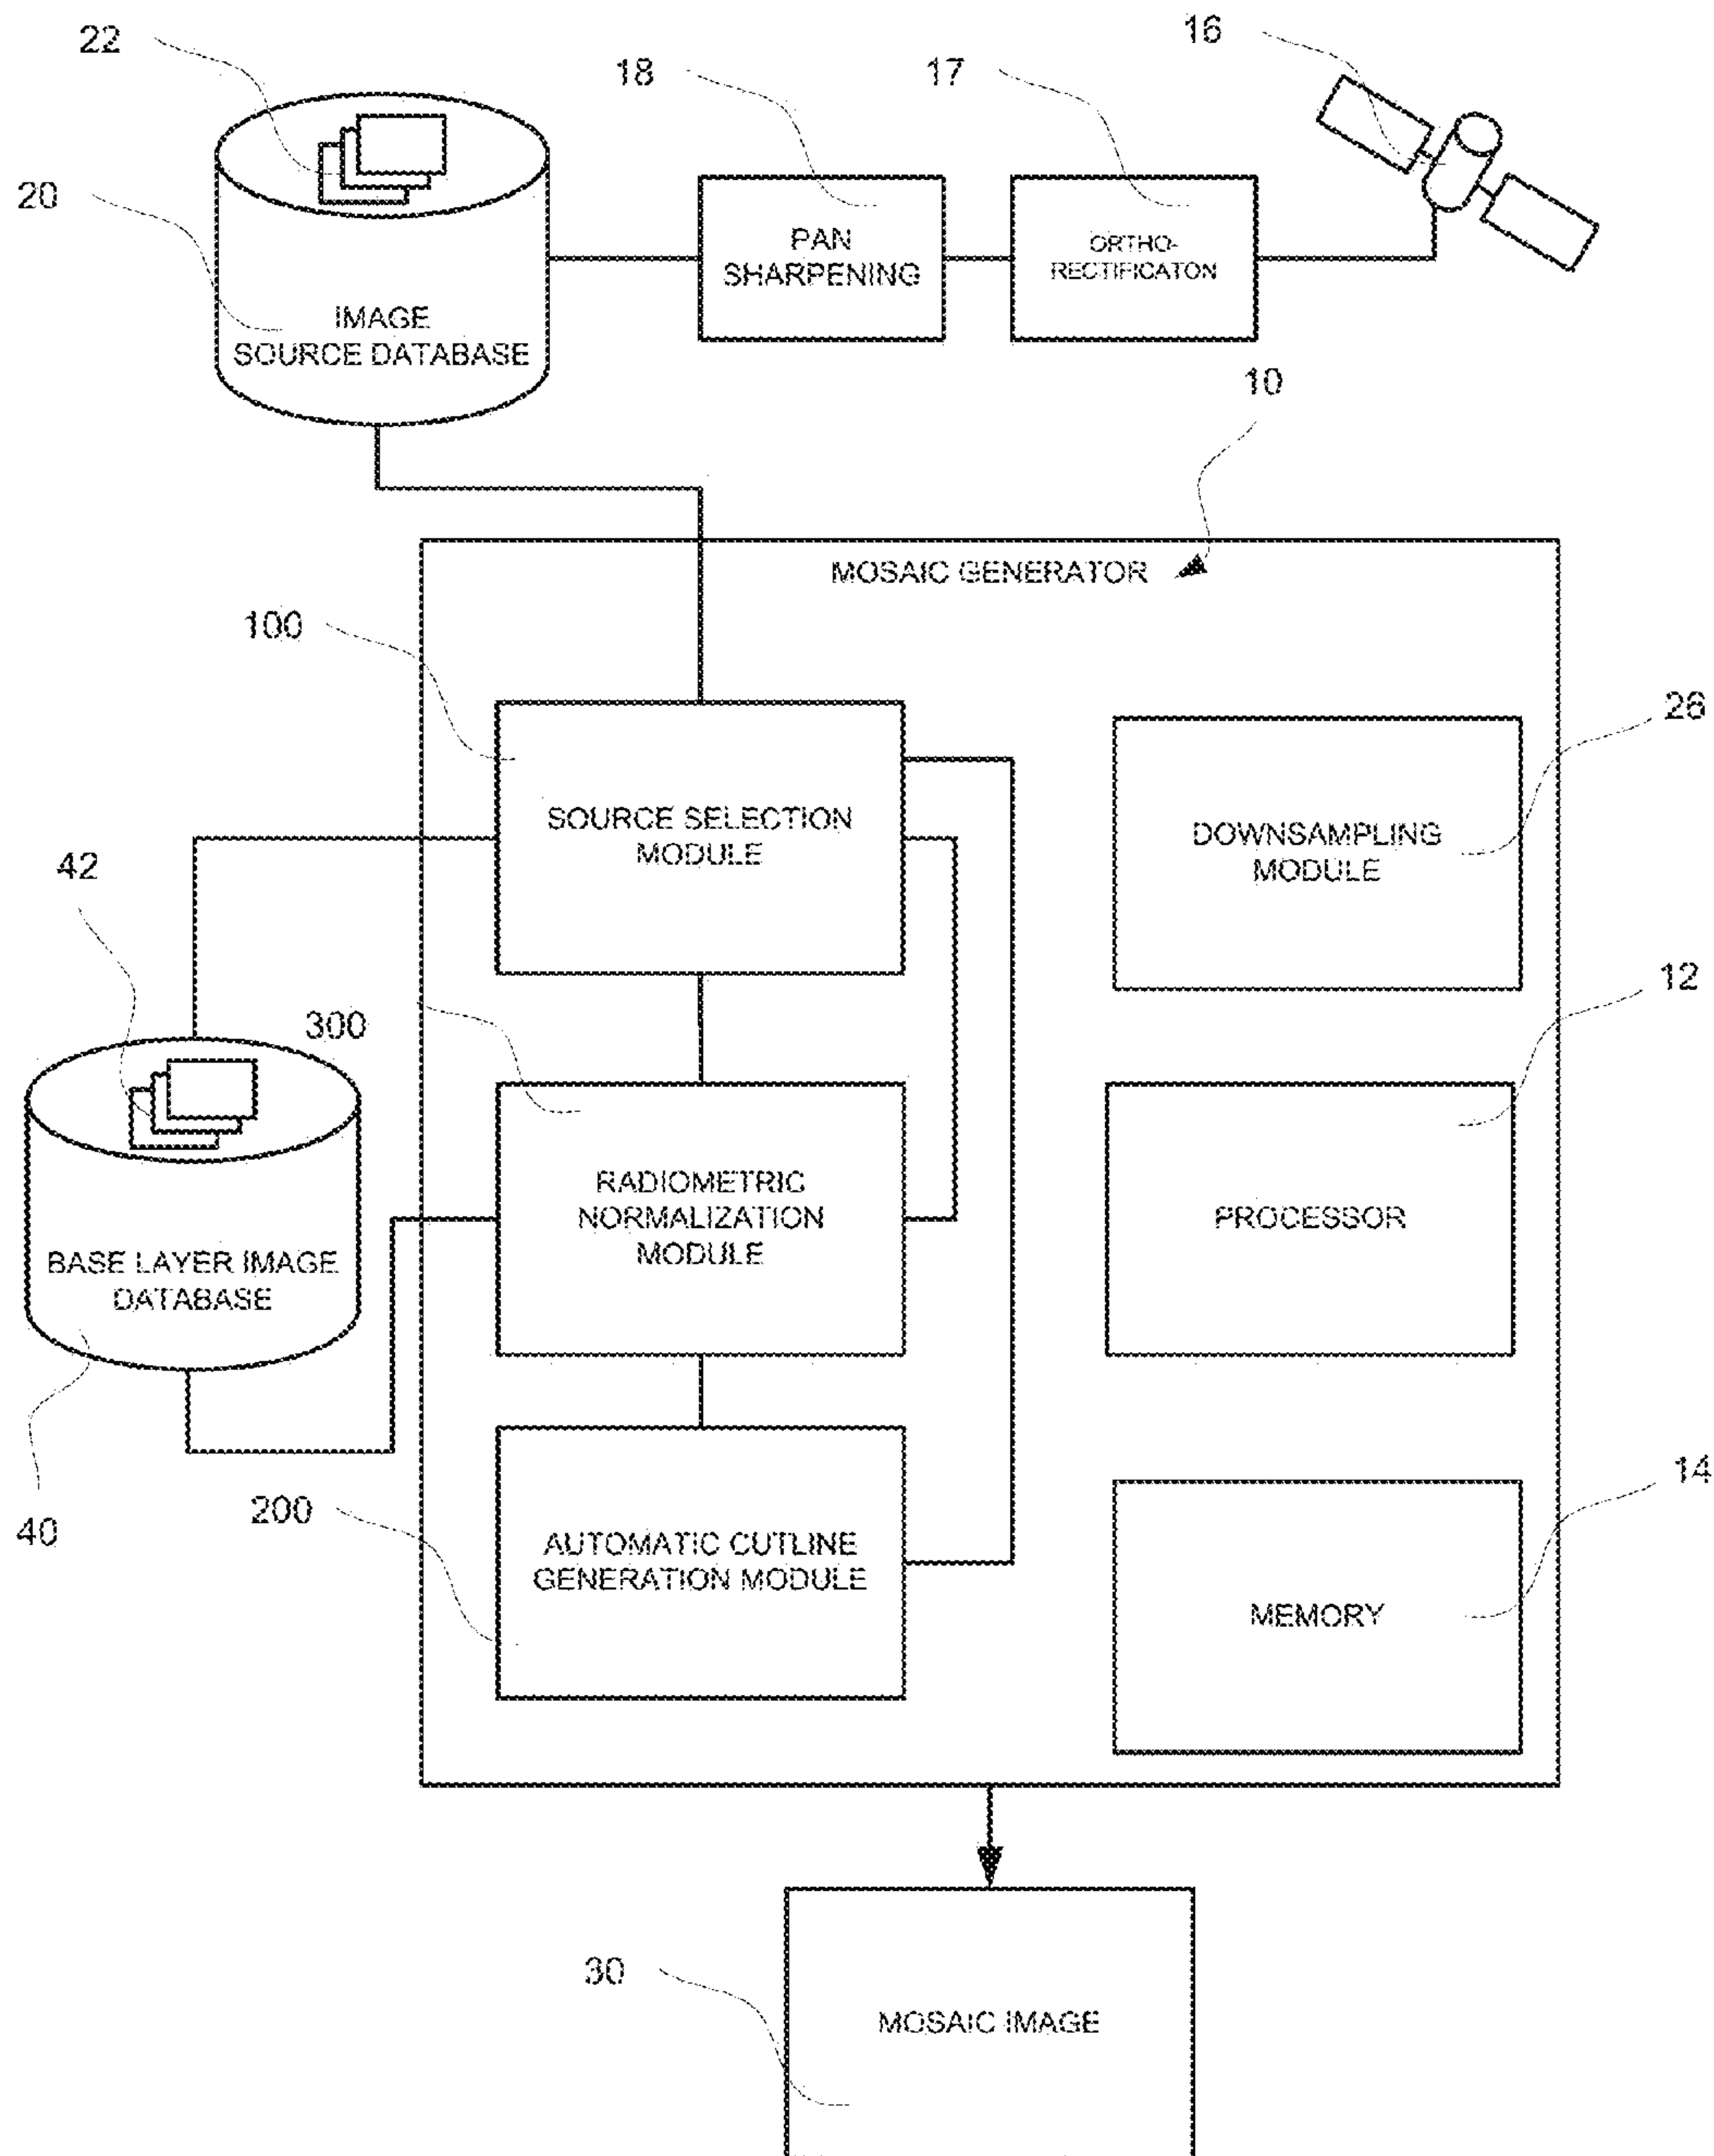 22
18
17
16
20
PAN
SHARPENING
ORTHO-
RECTIFICATON
IMAGE
SOURCE DATABASE
10
MOSAIC GENERATOR
100
26
SOURCE SELECTION
MODULE
DOWNSAMPLING
MODULE
42
12
300
RADIOMETRIC
NORMALIZATION
MODULE
PROCESSOR
BASE LAYER IMAGE
DATABASE
14
200
40
AUTOMATIC CUTLINE
GENERATION MODULE
MEMORY
30
MOSAIC IMAGE